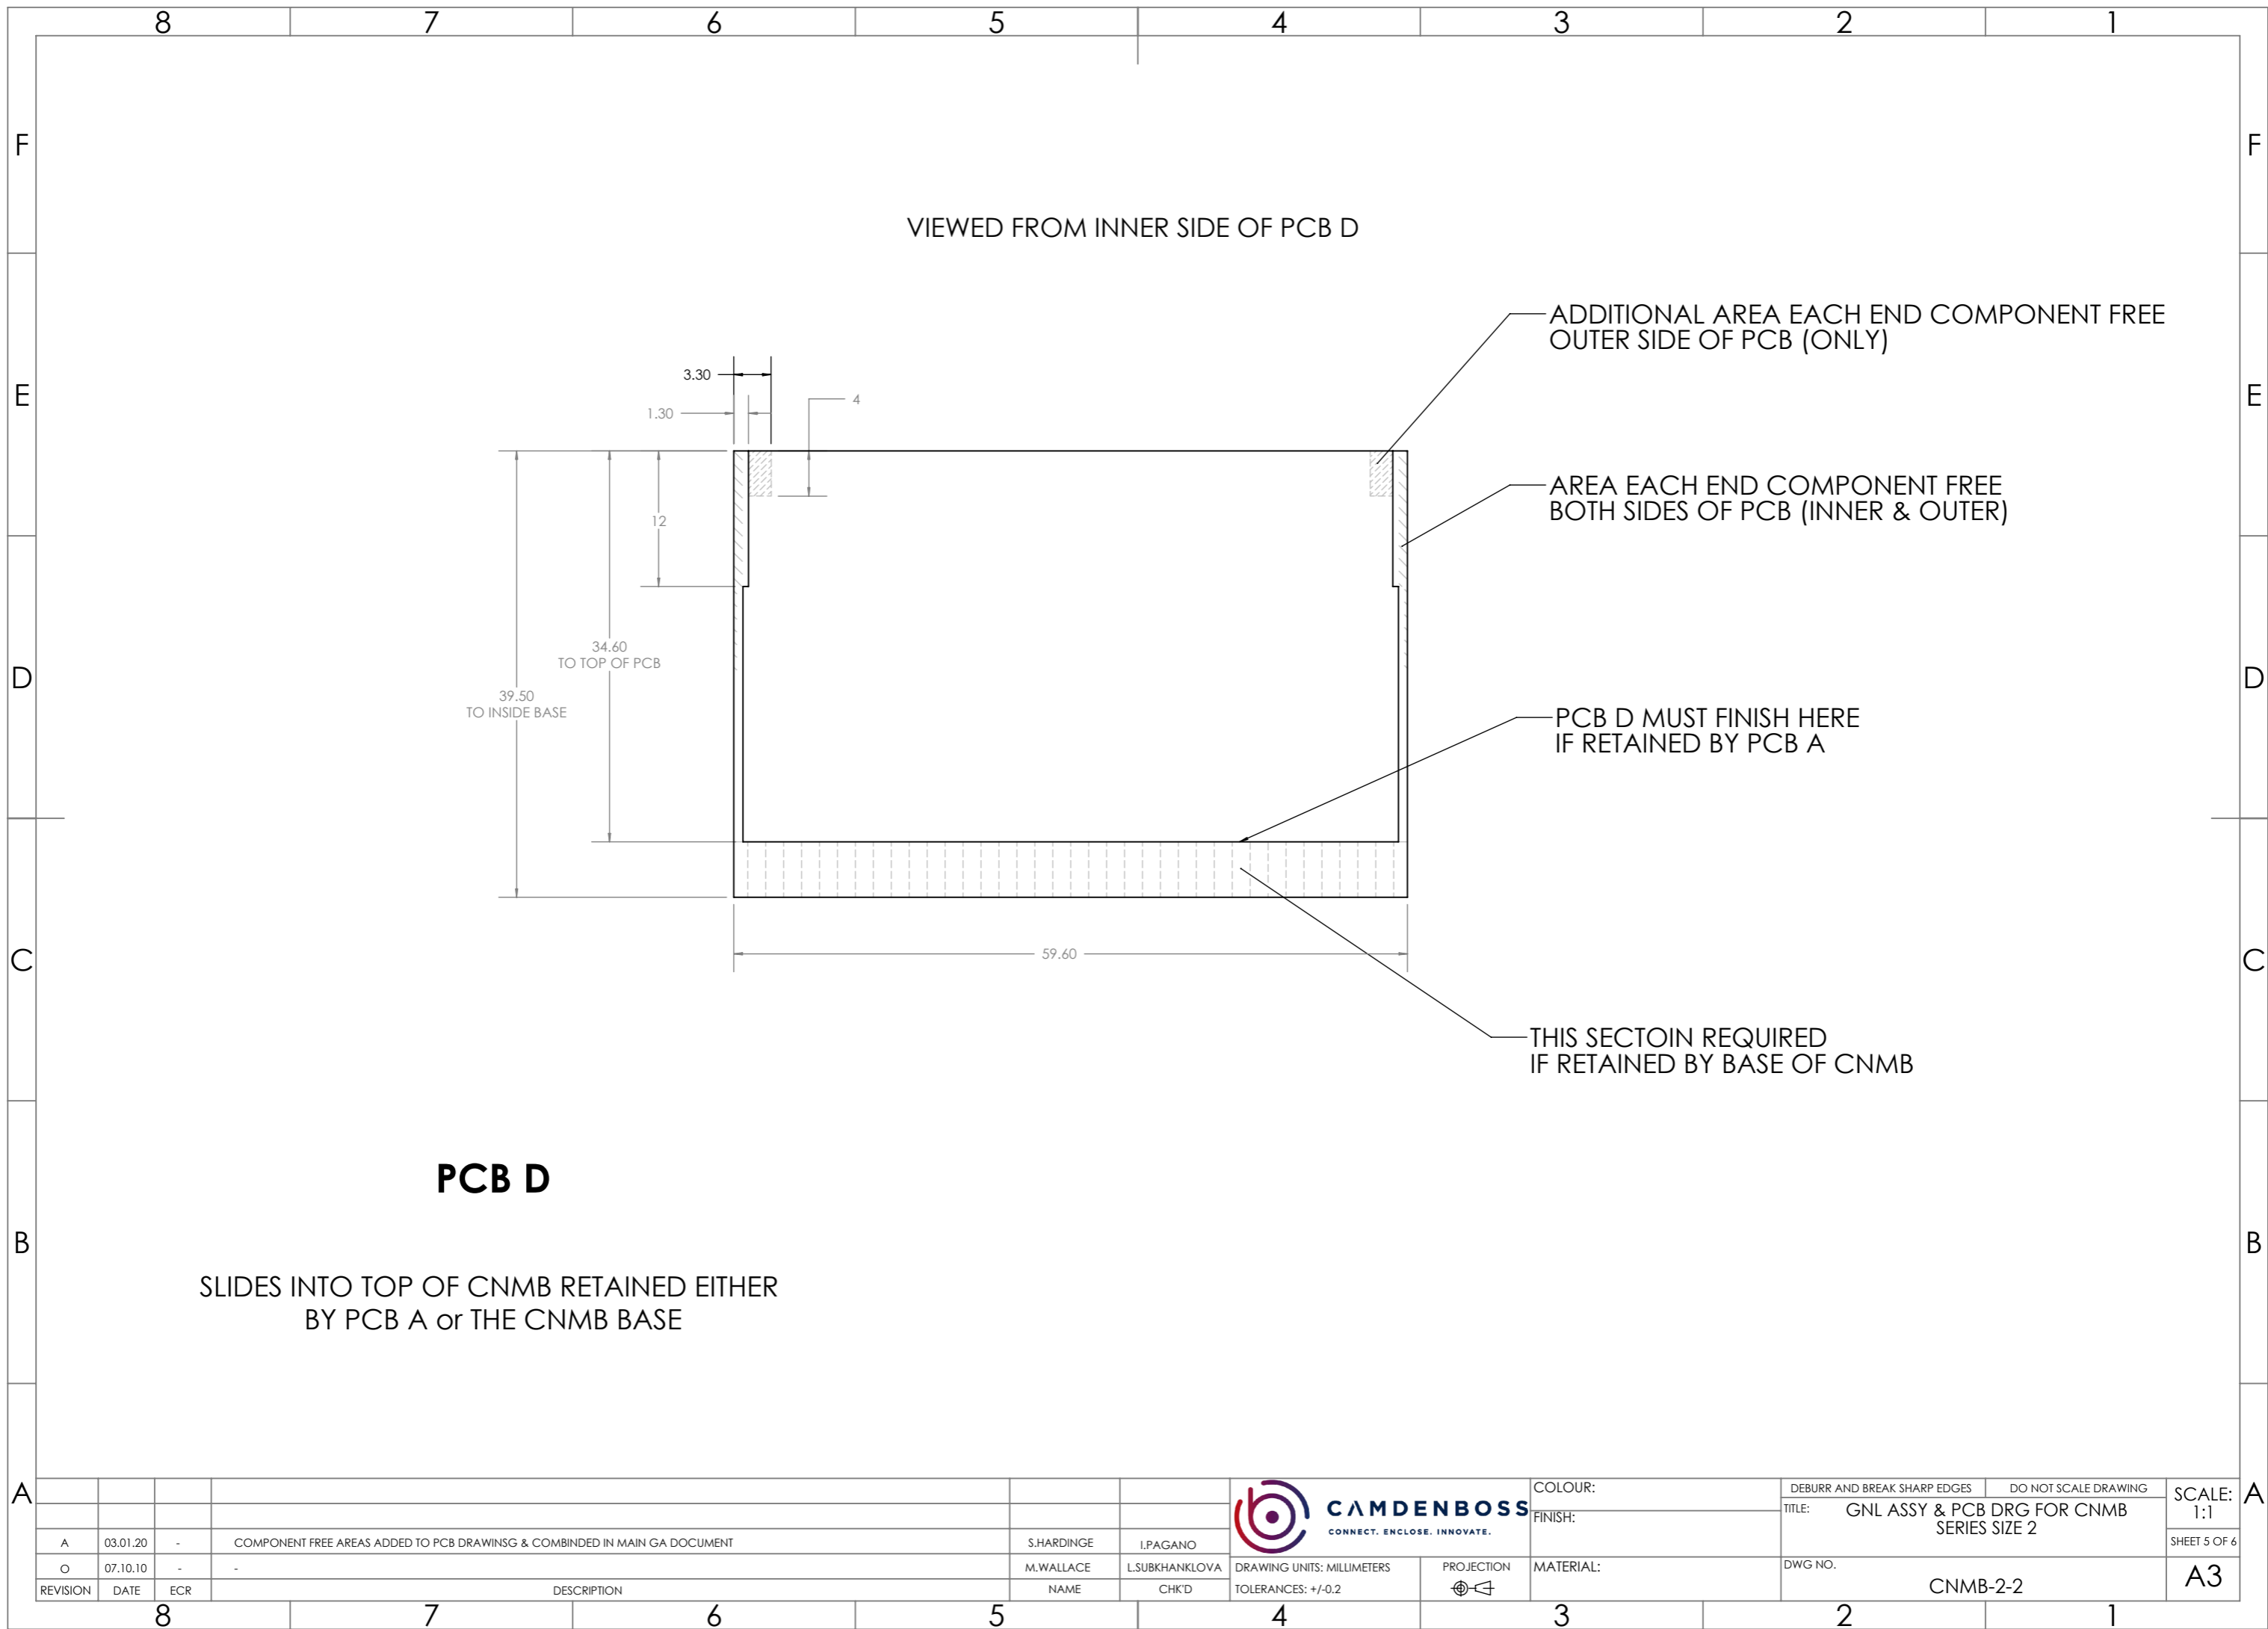 8 7 6 5 4 3 2 1
F F
VIEWED FROM INNER SIDE OF PCB D
ADDITIONAL AREA EACH END COMPONENT FREE
OUTER SIDE OF PCB (ONLY)
E E
3.30
1.30
4
AREA EACH END COMPONENT FREE
BOTH SIDES OF PCB (INNER & OUTER)
12
34.60
TO TOP OF PCB
D D
39.50
TO INSIDE BASE
PCB D MUST FINISH HERE
IF RETAINED BY PCB A
C C
59.60
THIS SECTOIN REQUIRED
IF RETAINED BY BASE OF CNMB
PCB D
B B
SLIDES INTO TOP OF CNMB RETAINED EITHER
BY PCB A or THE CNMB BASE
A A
A 03.01.20 - COMPONENT FREE AREAS ADDED TO PCB DRAWINSG & COMBINDED IN MAIN GA DOCUMENT S.HARDINGE I.PAGANO
O 07.10.10 - - M.WALLACE L.SUBKHANKLOVA
REVISION DATE ECR DESCRIPTION NAME CHK'D
CAMDENBOSS
CONNECT. ENCLOSE. INNOVATE.
DRAWING UNITS: MILLIMETERS
TOLERANCES: +/-0.2
PROJECTION
COLOUR:
FINISH:
MATERIAL:
DEBURR AND BREAK SHARP EDGES DO NOT SCALE DRAWING
TITLE: GNL ASSY & PCB DRG FOR CNMB
SERIES SIZE 2
DWG NO.
CNMB-2-2
SCALE:
1:1
SHEET 5 OF 6
A3
8 7 6 5 4 3 2 1